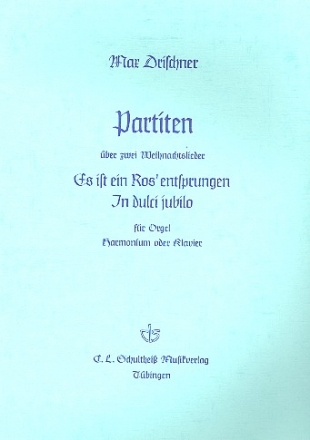 Max Drischner
Partiten
über zwei Weihnachtslieder
Es ist ein Ros' entsprungen
In dulci jubilo
für Orgel
Harmonium oder Klavier
C. L. Schultheiß Musikverlag
Tübingen